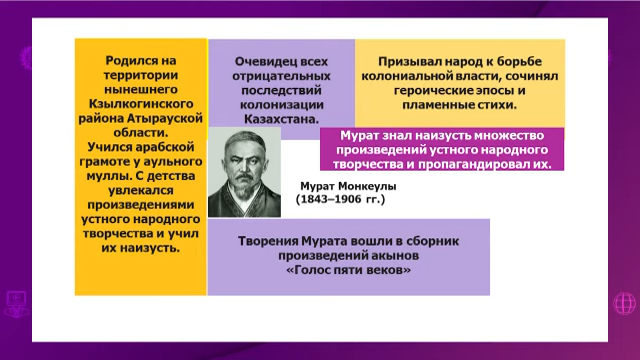 Родился на
территории
нынешнего
Кзылкогинского
района Атырауской
области.
Учился арабской
грамоте у аульного
муллы. С детства
увлекался
произведениями
устного народного
творчества и учил
их наизусть.
Очевидец всех
отрицательных
последствий
колонизации
Казахстана.
Призывал народ к борьбе
колониальной власти, сочинял
героические эпосы и
пламенные стихи.
Мурат знал наизусть множество
произведений устного народного
творчества и пропагандировал их.
Мурат Монкеулы
(1843–1906 гг.)
Творения Мурата вошли в сборник
произведений акынов
«Голос пяти веков»